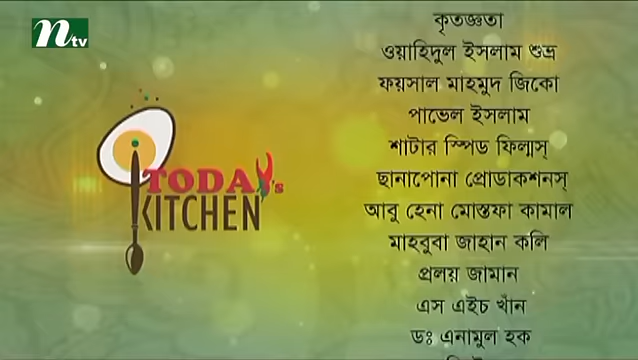 ntv
TODAY's
KITCHEN
কৃতজ্ঞতা
ওয়াহিদুল ইসলাম শুভ্র
ফয়সাল মাহমুদ জিকো
পাভেল ইসলাম
শাটার স্পিড ফিল্মস্
ছানাপোনা প্রোডাকশনস্
আবু হেনা মোস্তফা কামাল
মাহবুবা জাহান কলি
প্রলয় জামান
এস এইচ খাঁন
ডঃ এনামুল হক